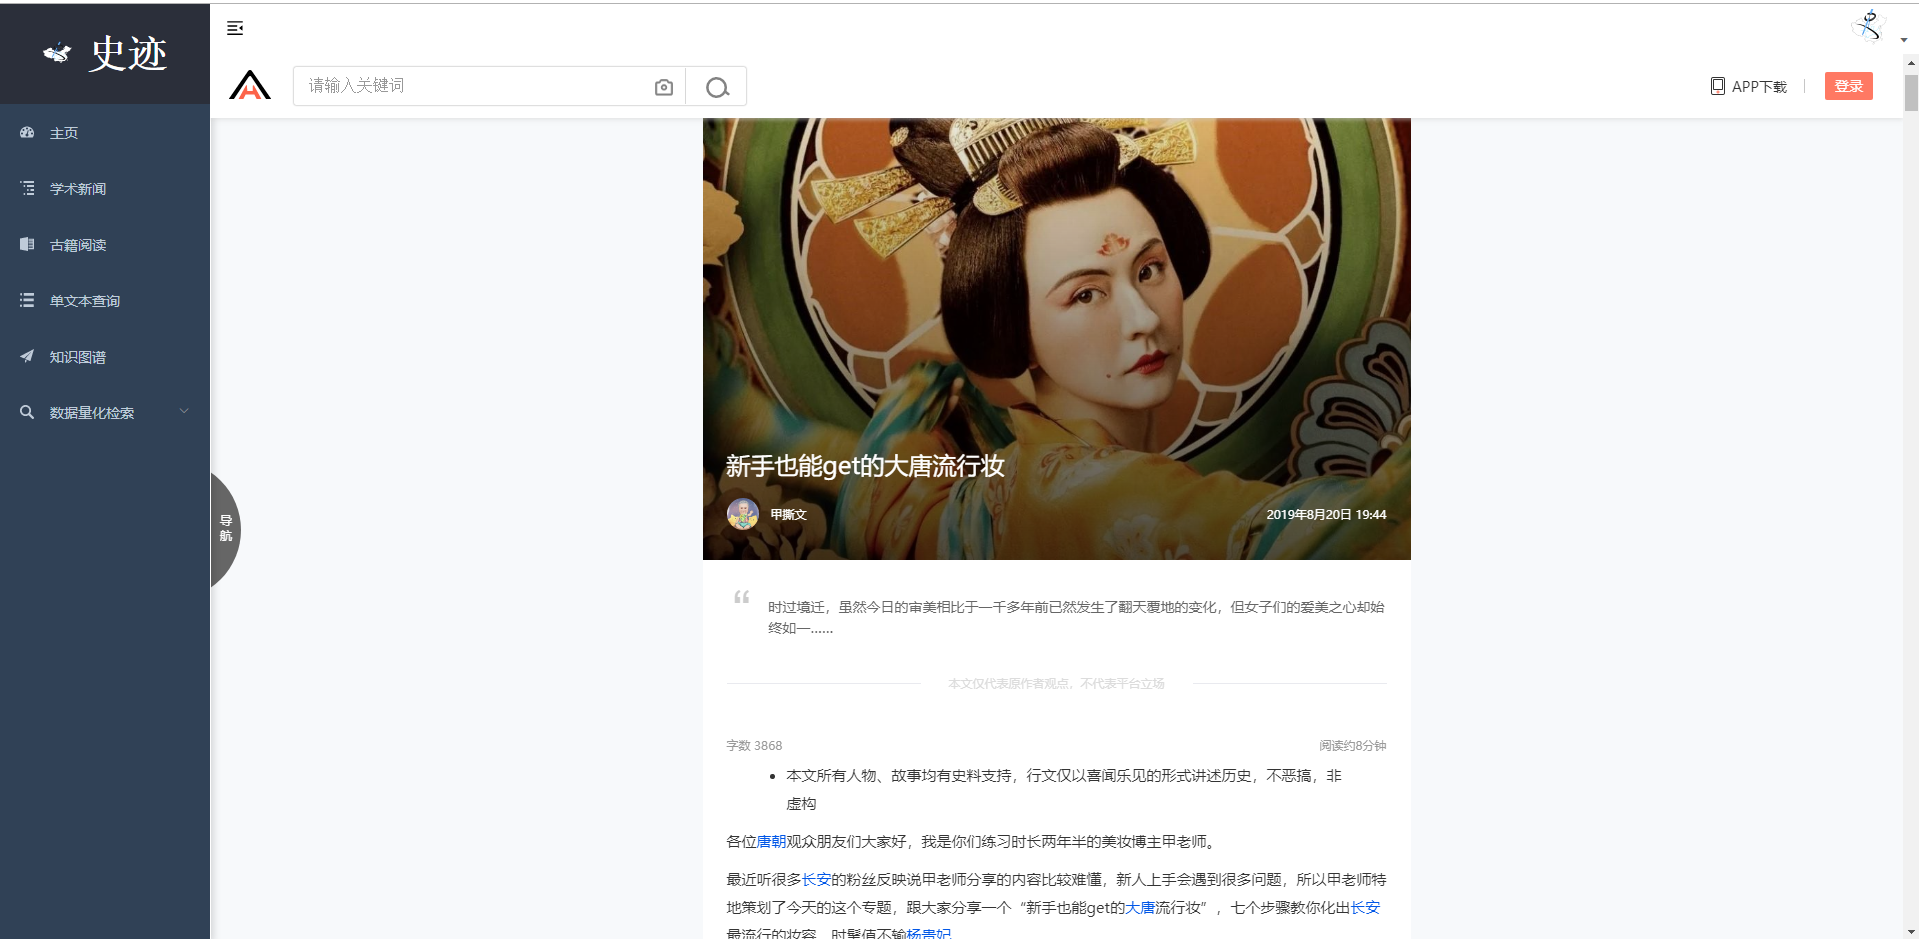 史迹
主页
学术新闻
古籍阅读
单文本查询
知识图谱
数据量化检索
导
航
请输入关键词
APP下载
登录
新手也能get的大唐流行妆
甲撕文
2019年8月20日 19:44
“
时过境迁，虽然今日的审美相比于一千多年前已然发生了翻天覆地的变化，但女子们的爱美之心却始
终如一……
本文仅代表原作者观点，不代表平台立场
字数 3868
阅读约8分钟
• 本文所有人物、故事均有史料支持，行文仅以喜闻乐见的形式讲述历史，不恶搞，非
虚构
各位唐朝观众朋友们大家好，我是你们练习时长两年半的美妆博主甲老师。
最近听很多长安的粉丝反映说甲老师分享的内容比较难懂，新人上手会遇到很多问题，所以甲老师特
地策划了今天的这个专题，跟大家分享一个“新手也能get的大唐流行妆”，七个步骤教你化出长安
最流行的妆容，时髦值不输杨贵妃